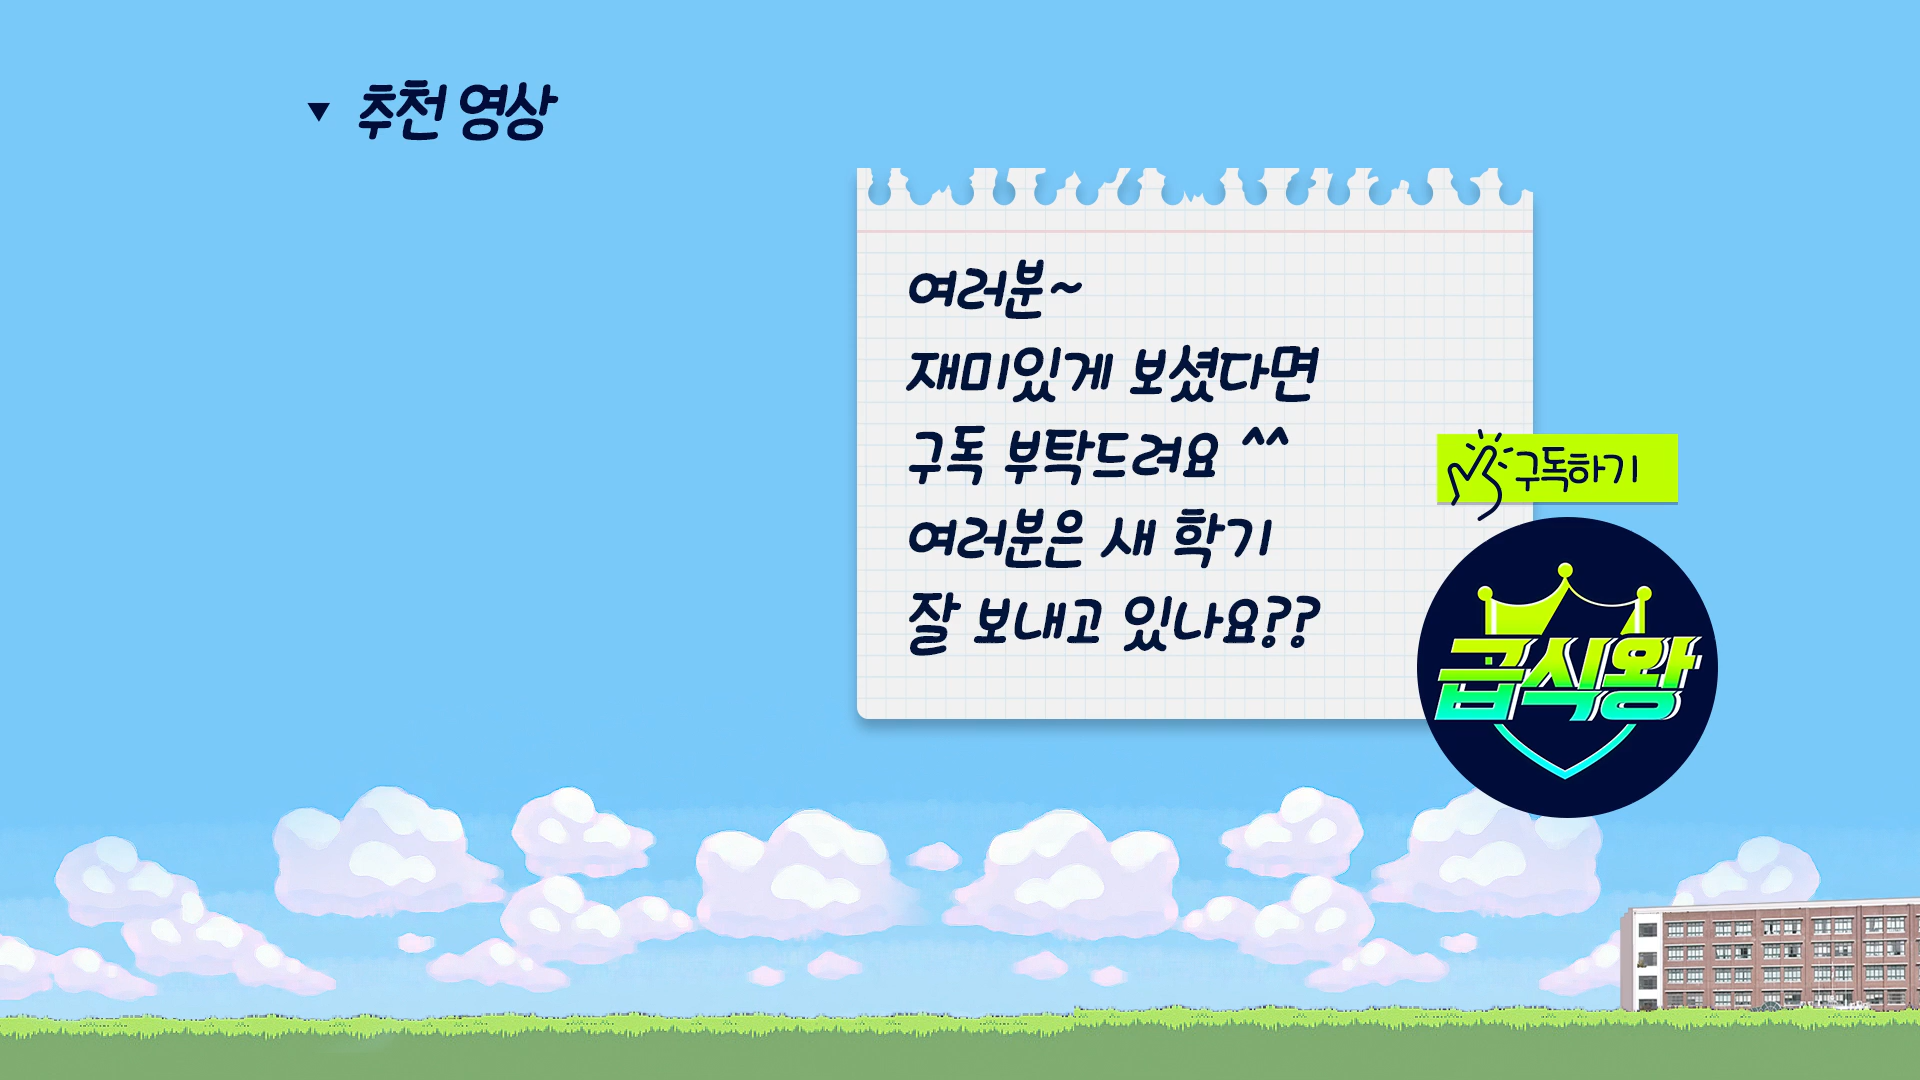 ▼ 추천 영상
여러분~
재미있게 보셨다면
구독 부탁드려요 ^^
여러분은 새 학기
잘 보내고 있나요??
구독하기
급식왕